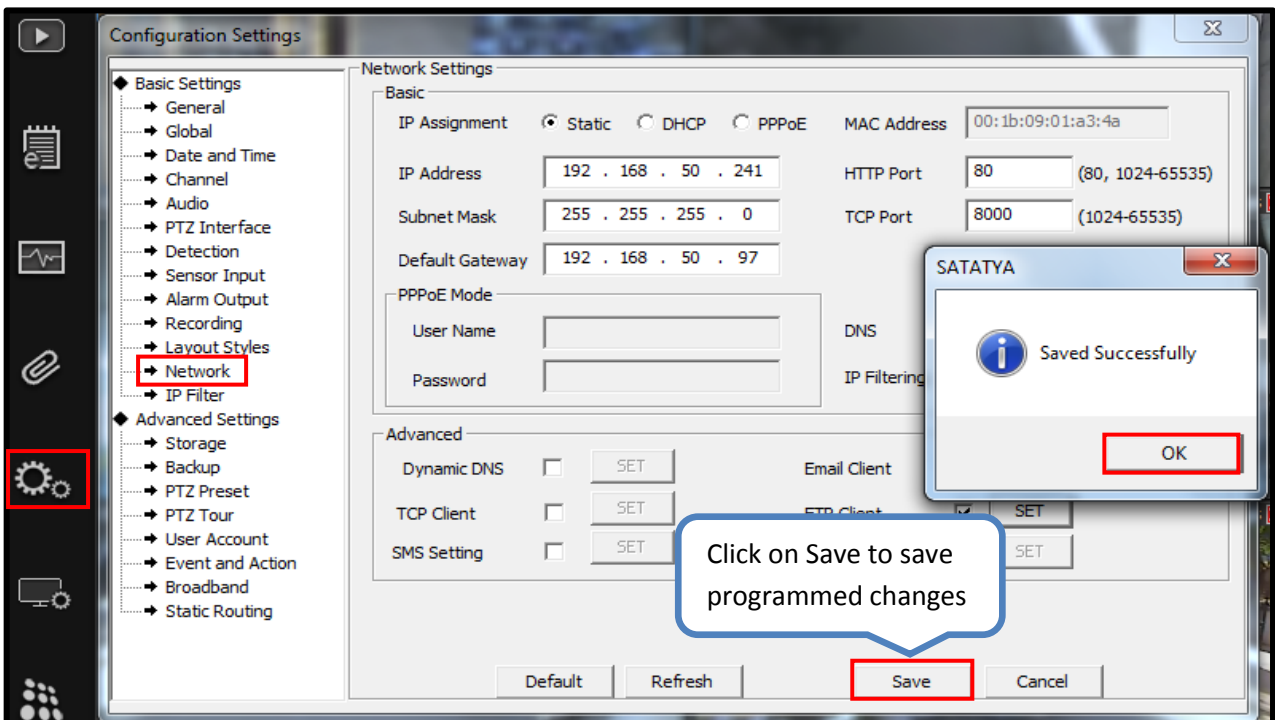 Configuration Settings
Basic Settings
General
Global
Date and Time
Channel
Audio
PTZ Interface
Detection
Sensor Input
Alarm Output
Recording
Layout Styles
Network
IP Filter
Advanced Settings
Storage
Backup
PTZ Preset
PTZ Tour
User Account
Event and Action
Broadband
Static Routing
Network Settings
Basic
IP Assignment Static DHCP PPPoE MAC Address 00:1b:09:01:a3:4a
IP Address 192 . 168 . 50 . 241 HTTP Port 80 (80, 1024-65535)
Subnet Mask 255 . 255 . 255 . 0 TCP Port 8000 (1024-65535)
Default Gateway 192 . 168 . 50 . 97
PPPoE Mode
User Name DNS
Password IP Filtering
SATATYA
Saved Successfully
OK
Advanced
Dynamic DNS SET Email Client
TCP Client SET FTP Client SET
SMS Setting SET SET
Click on Save to save
programmed changes
Default Refresh Save Cancel